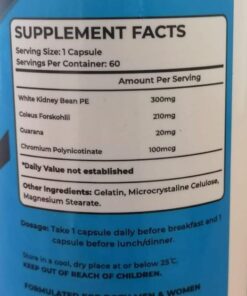 SUPPLEMENT FACTS
Serving Size: 1 Capsule
Servings Per Container: 60
Amount Per Serving
White Kidney Bean PE 300mg
Coleus Forskohlii 210mg
Guarana 20mg
Chromium Polynicotinate 100mcg
*Daily Value not established
Other Ingredients: Gelatin, Microcrystaline Celulose,
Magnesium Stearate.
Dosage: Take 1 capsule daily before breakfast and 1
capsule before lunch/dinner.
Store in a cool, dry place at or below 25°C.
KEEP OUT OF REACH OF CHILDREN.
FORMULATED FOR BOTH MEN & WOMEN